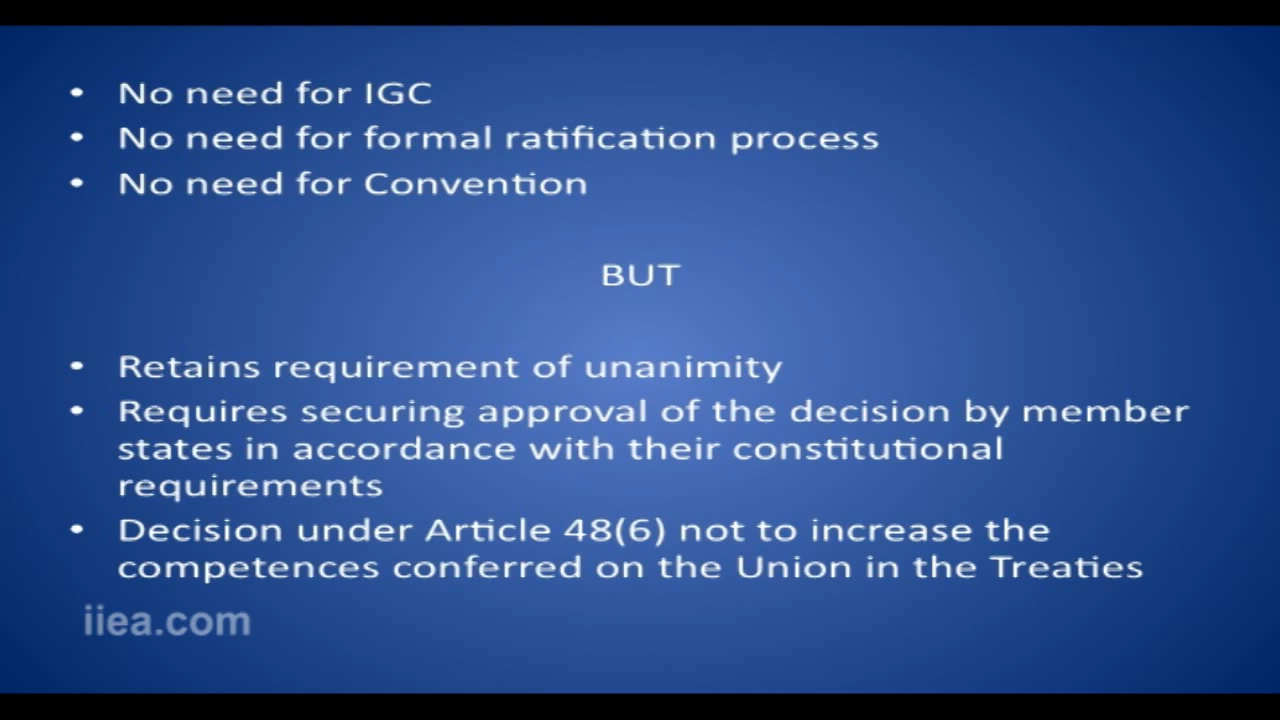 • No need for IGC
• No need for formal ratification process
• No need for Convention
BUT
• Retains requirement of unanimity
• Requires securing approval of the decision by member
states in accordance with their constitutional
requirements
• Decision under Article 48(6) not to increase the
competences conferred on the Union in the Treaties
iiea.com